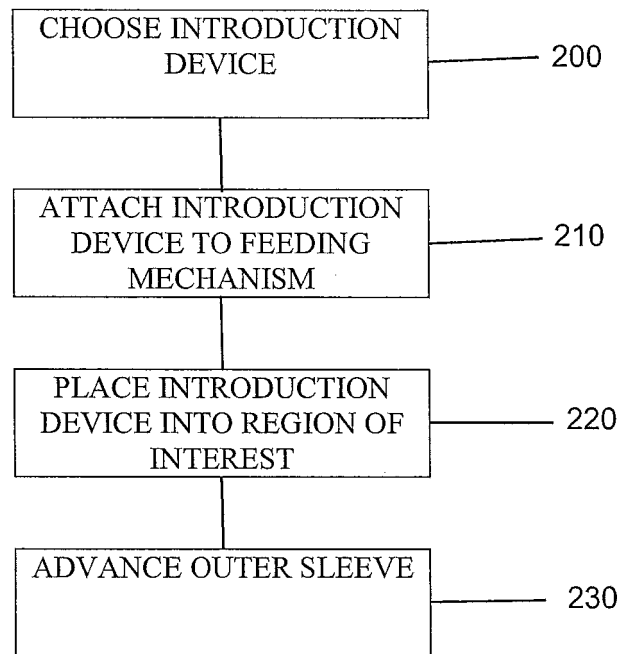 CHOOSE INTRODUCTION
DEVICE
200
ATTACH INTRODUCTION
DEVICE TO FEEDING
MECHANISM
210
PLACE INTRODUCTION
DEVICE INTO REGION OF
INTEREST
220
ADVANCE OUTER SLEEVE
230